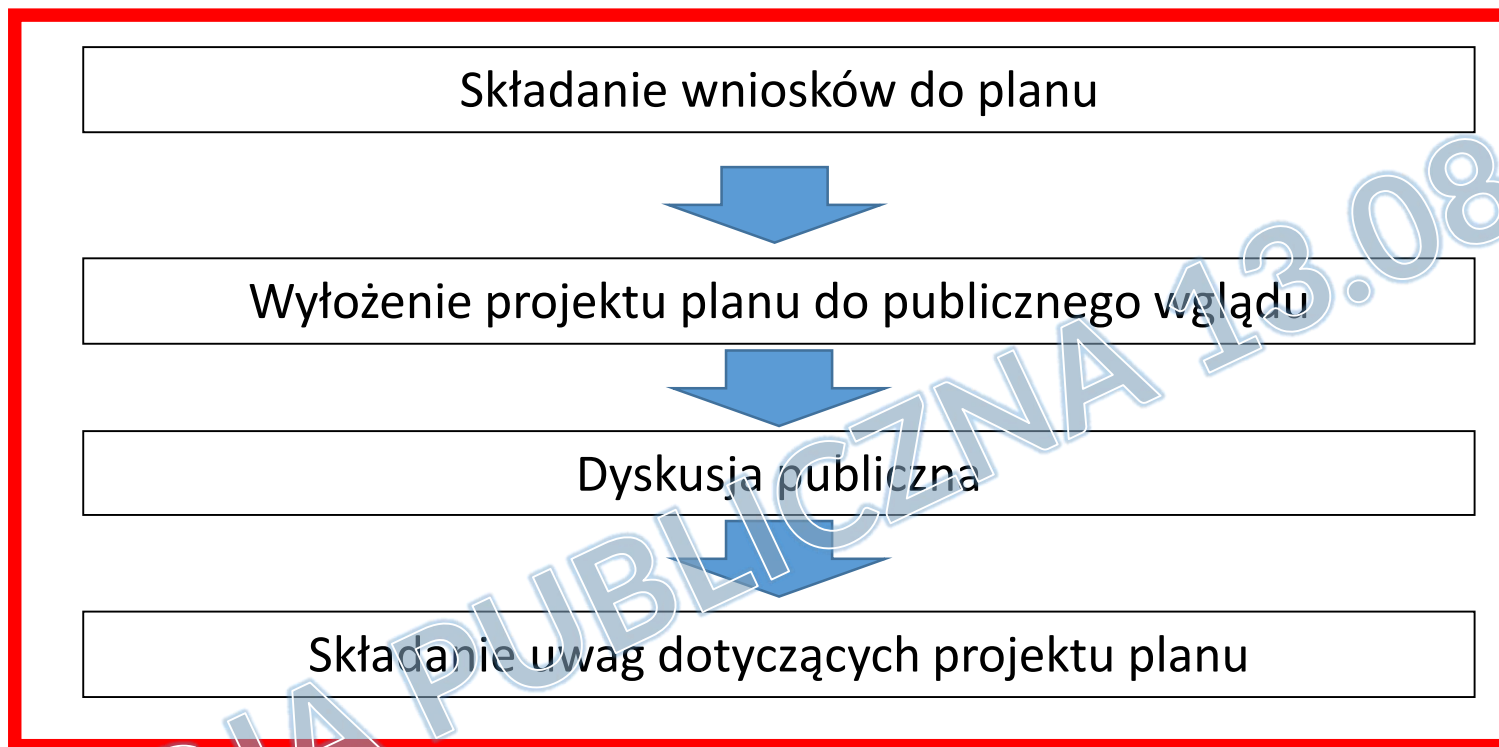 Składanie wniosków do planu
Wyłożenie projektu planu do publicznego wglądu
Dyskusja publiczna
Składanie uwag dotyczących projektu planu
JA PUBLICZNA 13.08